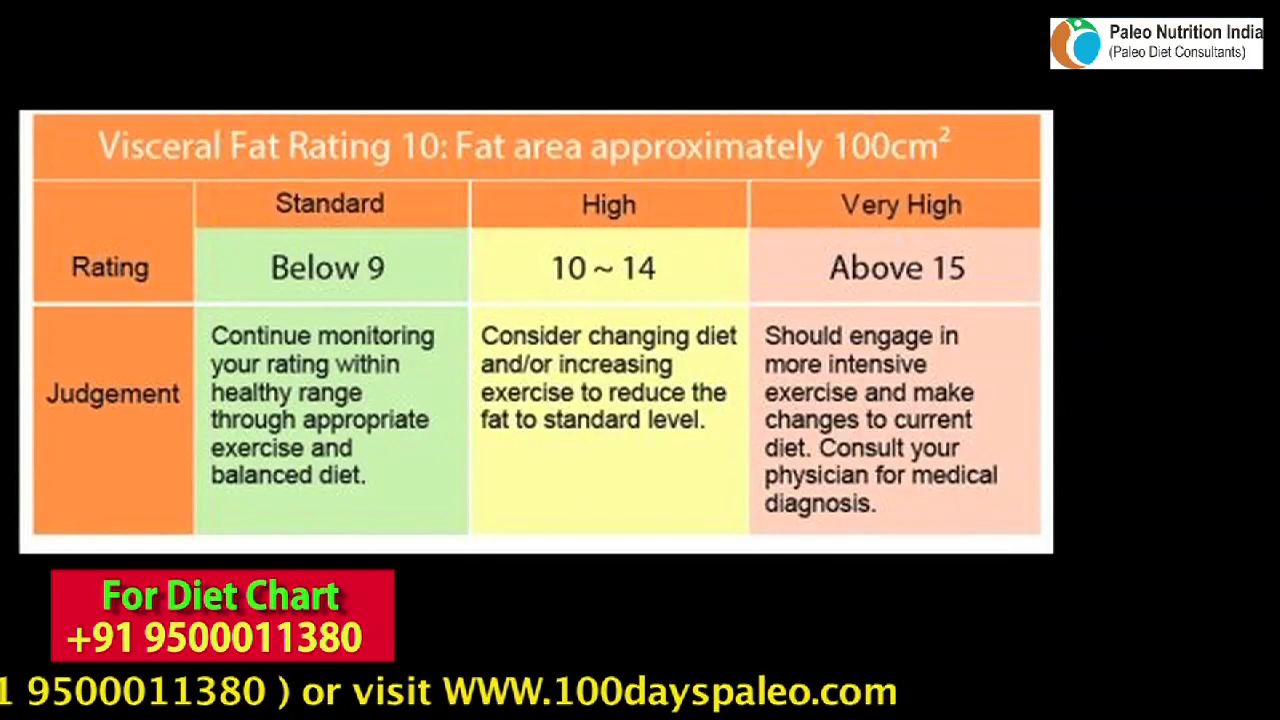 Paleo Nutrition India
(Paleo Diet Consultants)
Visceral Fat Rating 10: Fat area approximately 100cm²
Standard
High
Very High
Rating
Below 9
10 ~ 14
Above 15
Judgement
Continue monitoring
your rating within
healthy range
through appropriate
exercise and
balanced diet.
Consider changing diet
and/or increasing
exercise to reduce the
fat to standard level.
Should engage in
more intensive
exercise and make
changes to current
diet. Consult your
physician for medical
diagnosis.
For Diet Chart
+91 9500011380
1 9500011380 ) or visit WWW.100dayspaleo.com